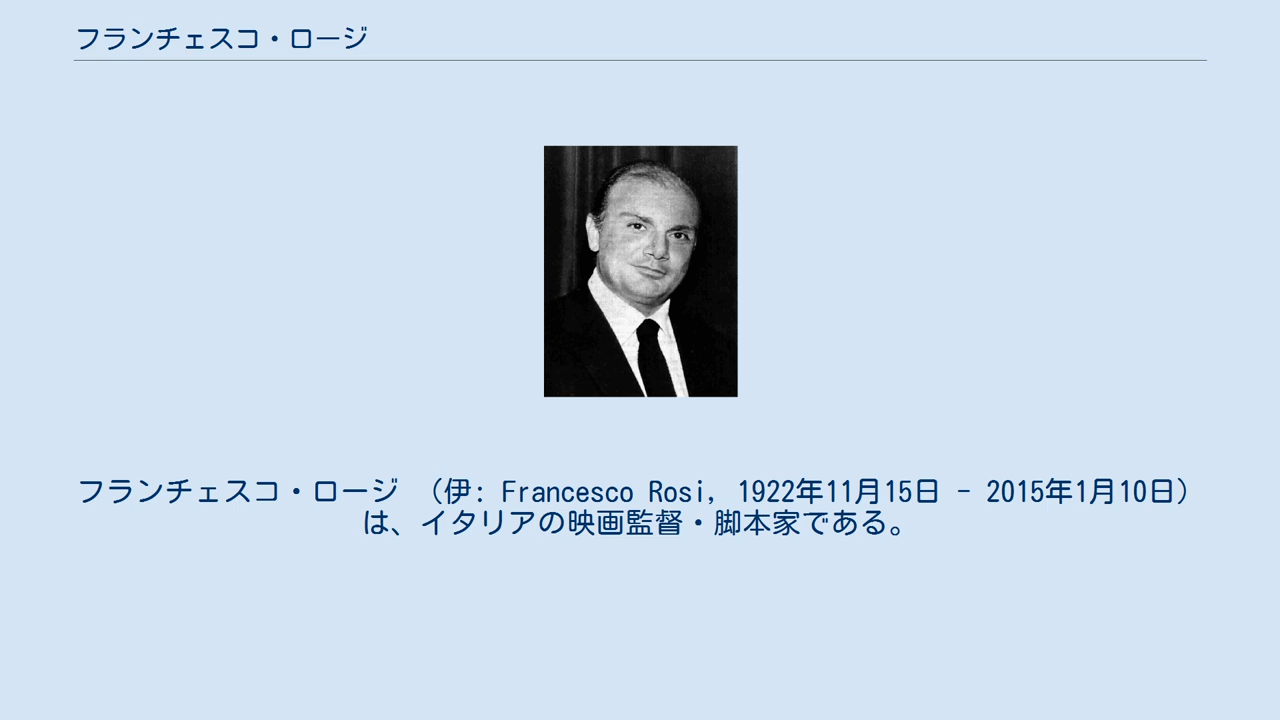 フランチェスコ・ロージ
フランチェスコ・ロージ （伊: Francesco Rosi, 1922年11月15日 - 2015年1月10日）
は、イタリアの映画監督・脚本家である。